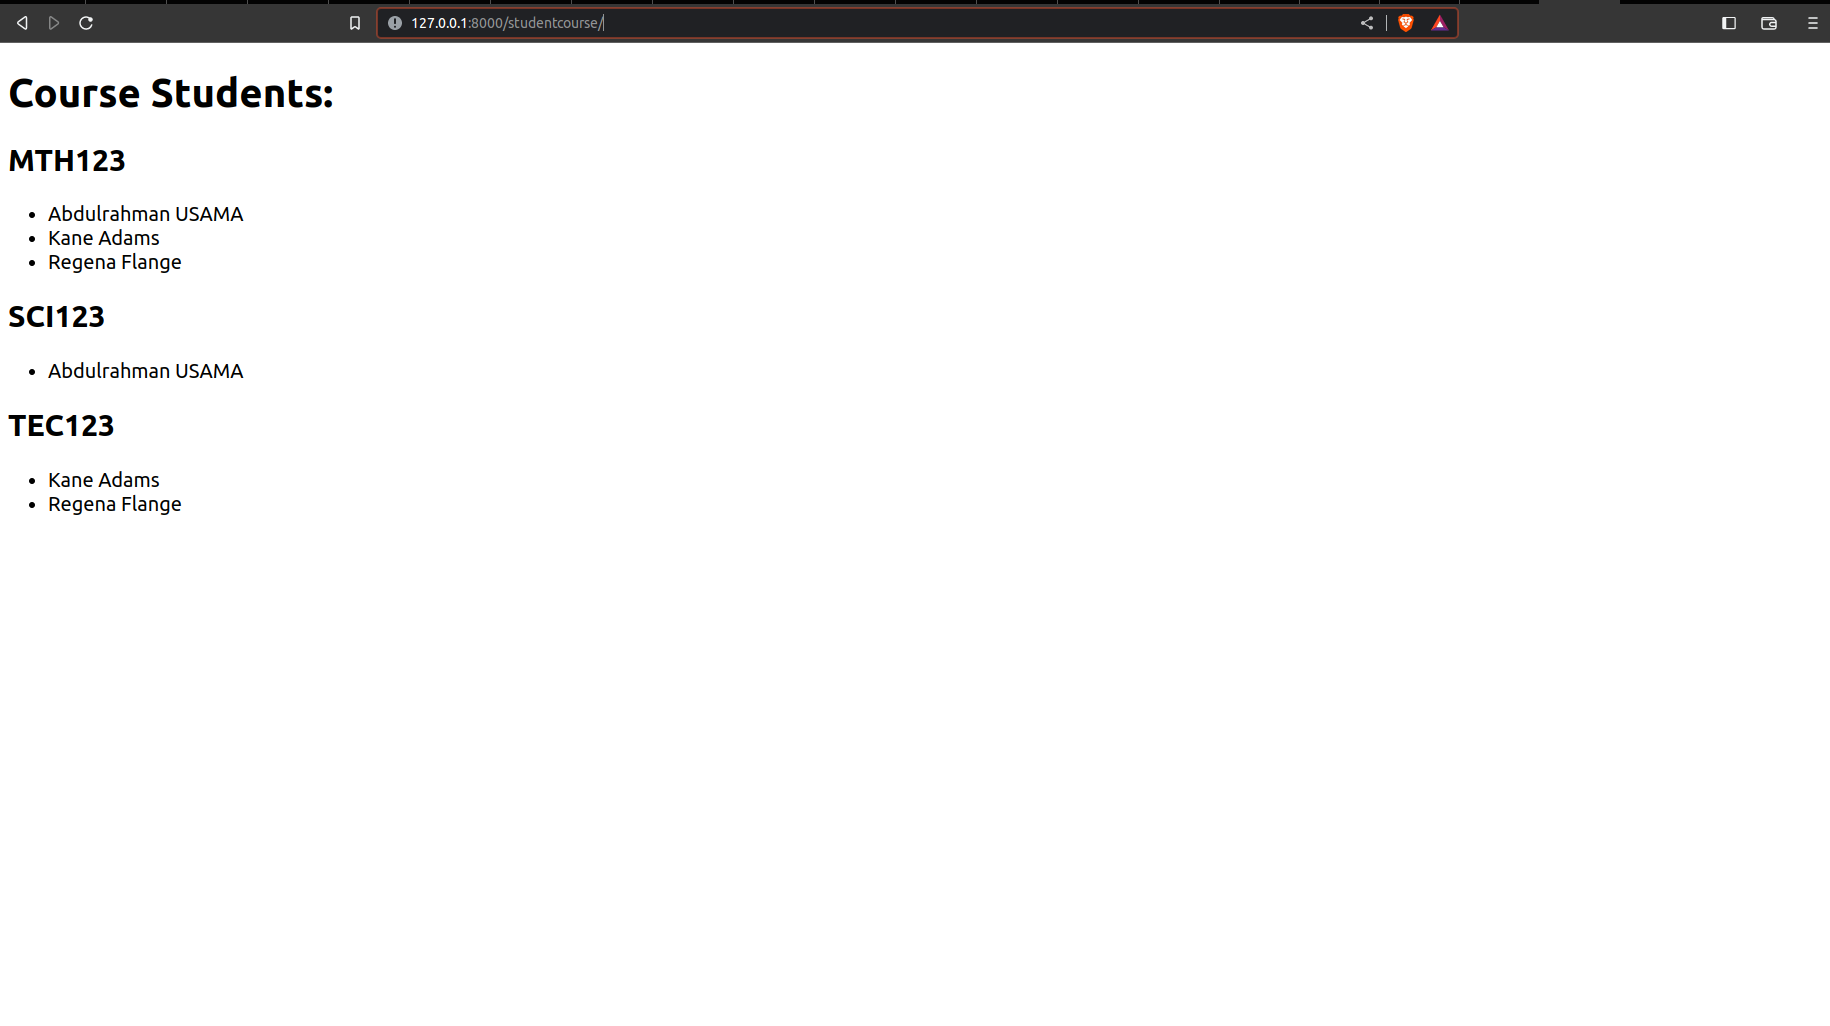 127.0.0.1:8000/studentcourse/
Course Students:
MTH123
Abdulrahman USAMA
Kane Adams
Regena Flange
SCI123
Abdulrahman USAMA
TEC123
Kane Adams
Regena Flange